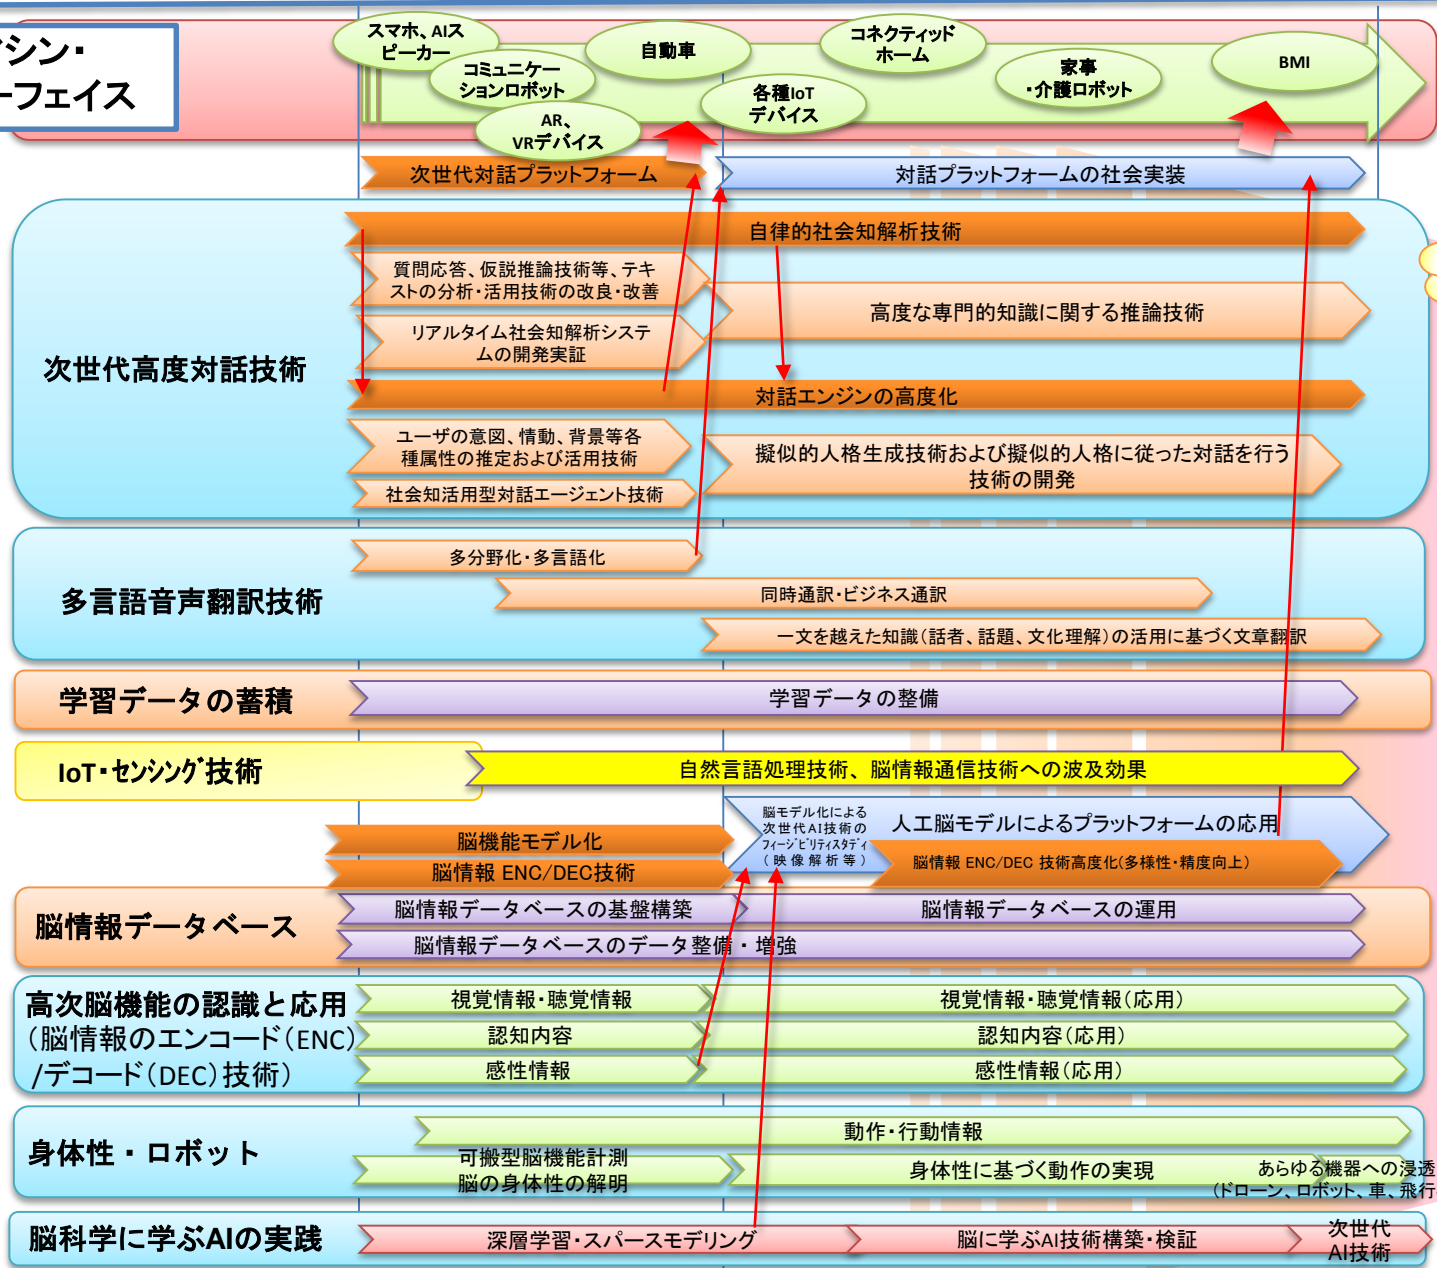 マシン・
ーフェイス
スマホ、AIス
ピーカー
コミュニケー
ションロボット
AR、
VRデバイス
自動車
各種IoT
デバイス
コネクティッド
ホーム
家事
・介護ロボット
BMI
次世代対話プラットフォーム
対話プラットフォームの社会実装
次世代高度対話技術
自律的社会知解析技術
質問応答、仮説推論技術等、テキ
ストの分析・活用技術の改良・改善
リアルタイム社会知解析システ
ムの開発実証
高度な専門的知識に関する推論技術
対話エンジンの高度化
ユーザの意図、情動、背景等各
種属性の推定および活用技術
社会知活用型対話エージェント技術
擬似的人格生成技術および擬似的人格に従った対話を行う
技術の開発
多言語音声翻訳技術
多分野化・多言語化
同時通訳・ビジネス通訳
一文を越えた知識（話者、話題、文化理解）の活用に基づく文章翻訳
学習データの蓄積
学習データの整備
IoT・センシング技術
自然言語処理技術、脳情報通信技術への波及効果
脳機能モデル化
脳情報 ENC/DEC技術
脳モデル化による
次世代AI技術の
フィージビリティスタディ
（映像解析等）
人工脳モデルによるプラットフォームの応用
脳情報 ENC/DEC 技術高度化(多様性・精度向上)
脳情報データベース
脳情報データベースの基盤構築
脳情報データベースの運用
脳情報データベースのデータ整備・増強
高次脳機能の認識と応用
（脳情報のエンコード（ENC）
/デコード（DEC）技術）
視覚情報・聴覚情報
視覚情報・聴覚情報（応用）
認知内容
認知内容（応用）
感性情報
感性情報（応用）
身体性・ロボット
動作・行動情報
可搬型脳機能計測
脳の身体性の解明
身体性に基づく動作の実現
あらゆる機器への浸透
（ドローン、ロボット、車、飛行
脳科学に学ぶAIの実践
深層学習・スパースモデリング
脳に学ぶAI技術構築・検証
次世代
AI技術